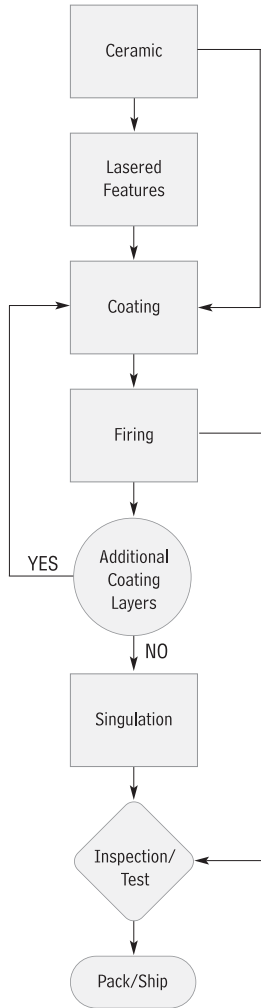 Ceramic
Lasered
Features
Coating
Firing
Additional
Coating
Layers
YES
NO
Singulation
Inspection/
Test
Pack/Ship